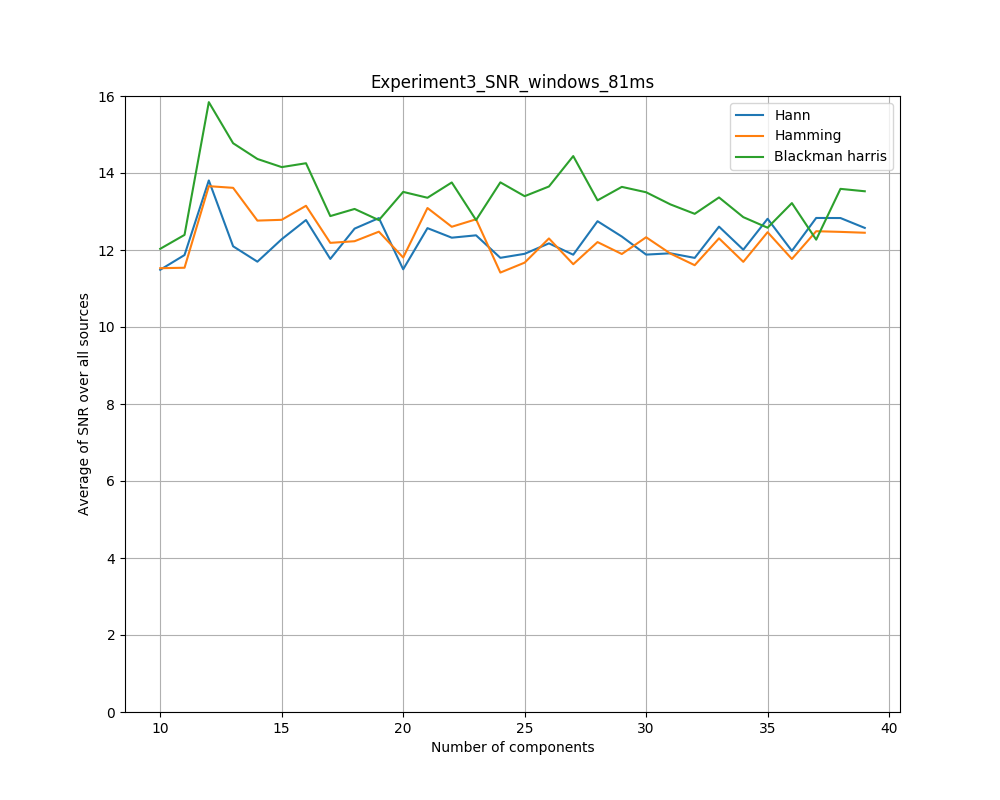 Experiment3_SNR_windows_81ms
Hann
Hamming
Blackman harris
Average of SNR over all sources
16
14
12
10
8
6
4
2
0
10 15 20 25 30 35 40
Number of components